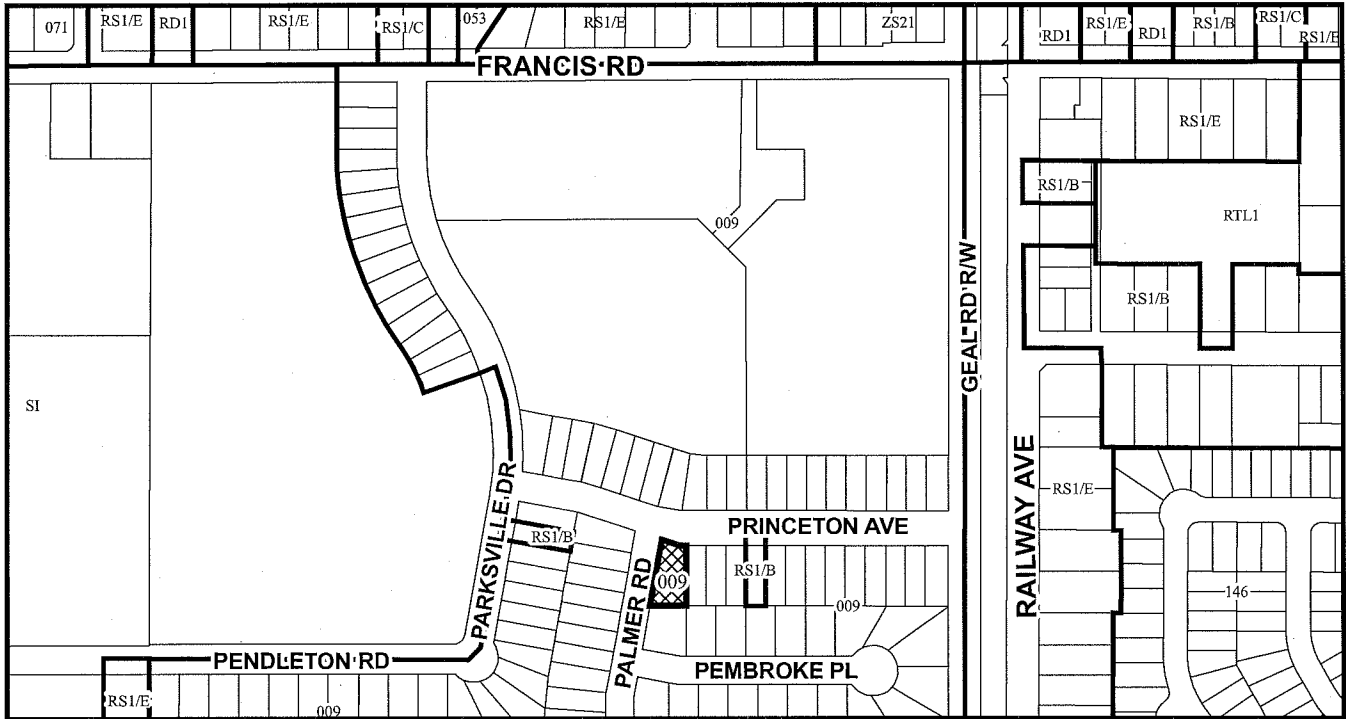 071
RS1/E
RD1
RS1/E
RS1/C
053
RS1/E
ZS21
RD1
RS1/E
RD1
RS1/B
RS1/C
RS1/E
FRANCIS RD
RS1/E
RS1/B
RTL1
009
GEAL RD R/W
RS1/B
SI
PARKSVILLE DR
RAILWAY AVE
RS1/E
PRINCETON AVE
RS1/B
PALMER RD
009
RS1/B
009
146
PENDLETON RD
PEMBROKE PL
RS1/E
009